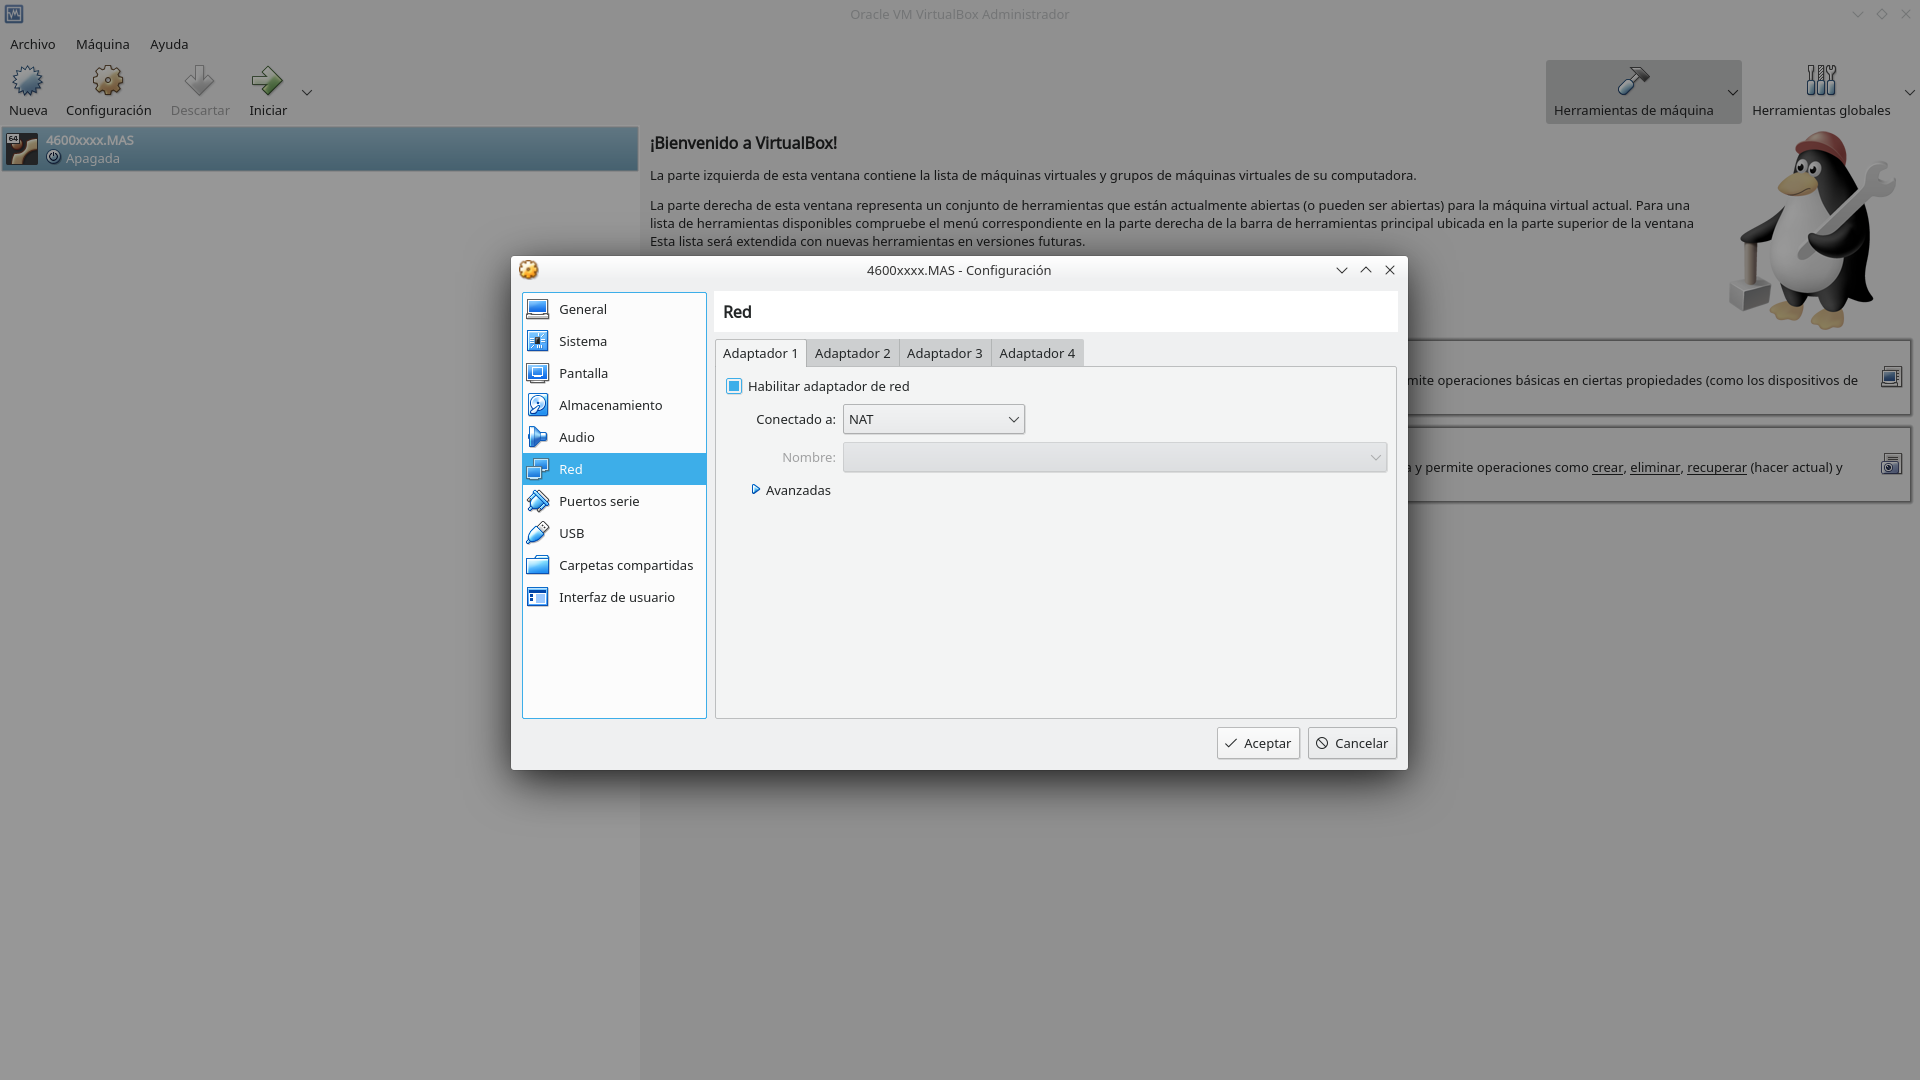 Oracle VM VirtualBox Administrador
Archivo Máquina Ayuda
Nueva Configuración Descartar Iniciar Herramientas de máquina Herramientas globales
64
4600xxxx.MAS
Apagada
¡Bienvenido a VirtualBox!
La parte izquierda de esta ventana contiene la lista de máquinas virtuales y grupos de máquinas virtuales de su computadora.
La parte derecha de esta ventana representa un conjunto de herramientas que están actualmente abiertas (o pueden ser abiertas) para la máquina virtual actual. Para una
lista de herramientas disponibles compruebe el menú correspondiente en la parte derecha de la barra de herramientas principal ubicada en la parte superior de la ventana
Esta lista será extendida con nuevas herramientas en versiones futuras.
mite operaciones básicas en ciertas propiedades (como los dispositivos de
y permite operaciones como crear, eliminar, recuperar (hacer actual) y
4600xxxx.MAS - Configuración
General
Sistema
Pantalla
Almacenamiento
Audio
Red
Puertos serie
USB
Carpetas compartidas
Interfaz de usuario
Red
Adaptador 1 Adaptador 2 Adaptador 3 Adaptador 4
Habilitar adaptador de red
Conectado a: NAT
Nombre:
Avanzadas
Aceptar Cancelar